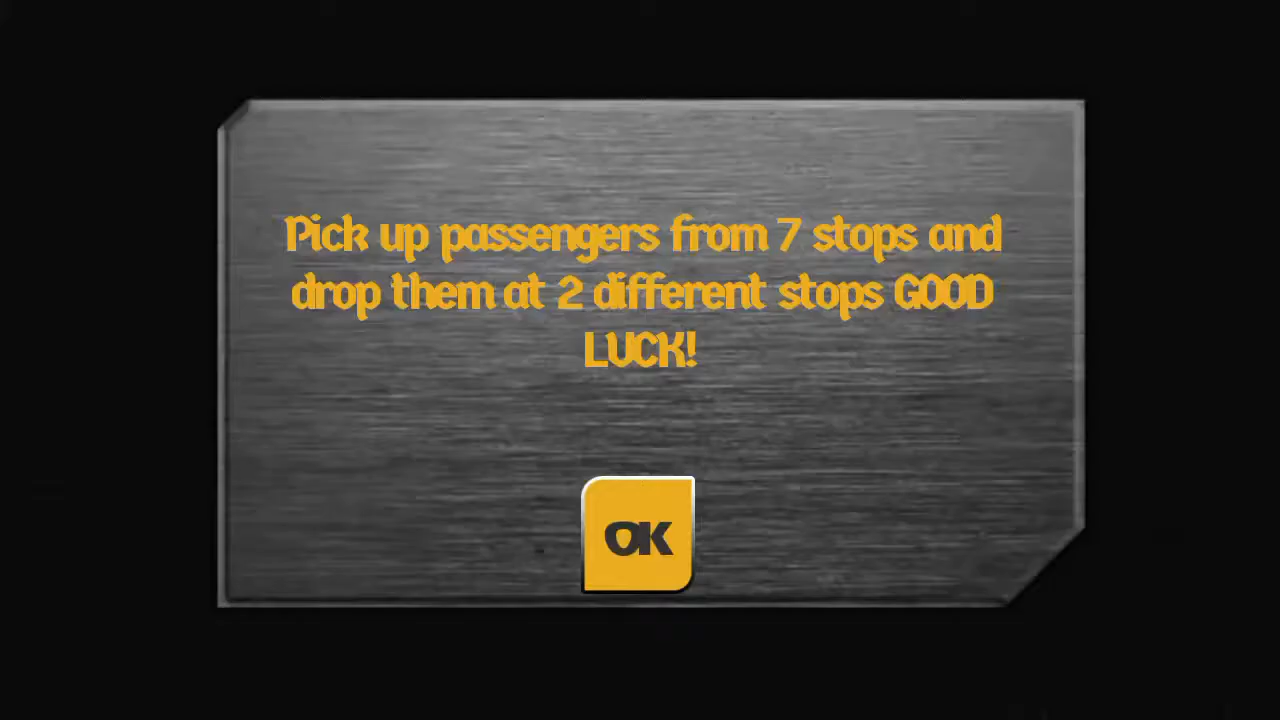 Pick up passengers from 7 stops and
drop them at 2 different stops GOOD
LUCK!
OK